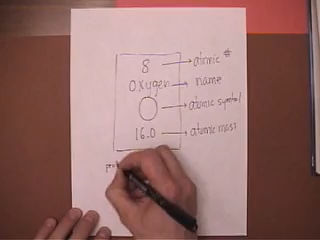 8 atomic #
Oxygen name
O atomic symbol
16.0 atomic mass